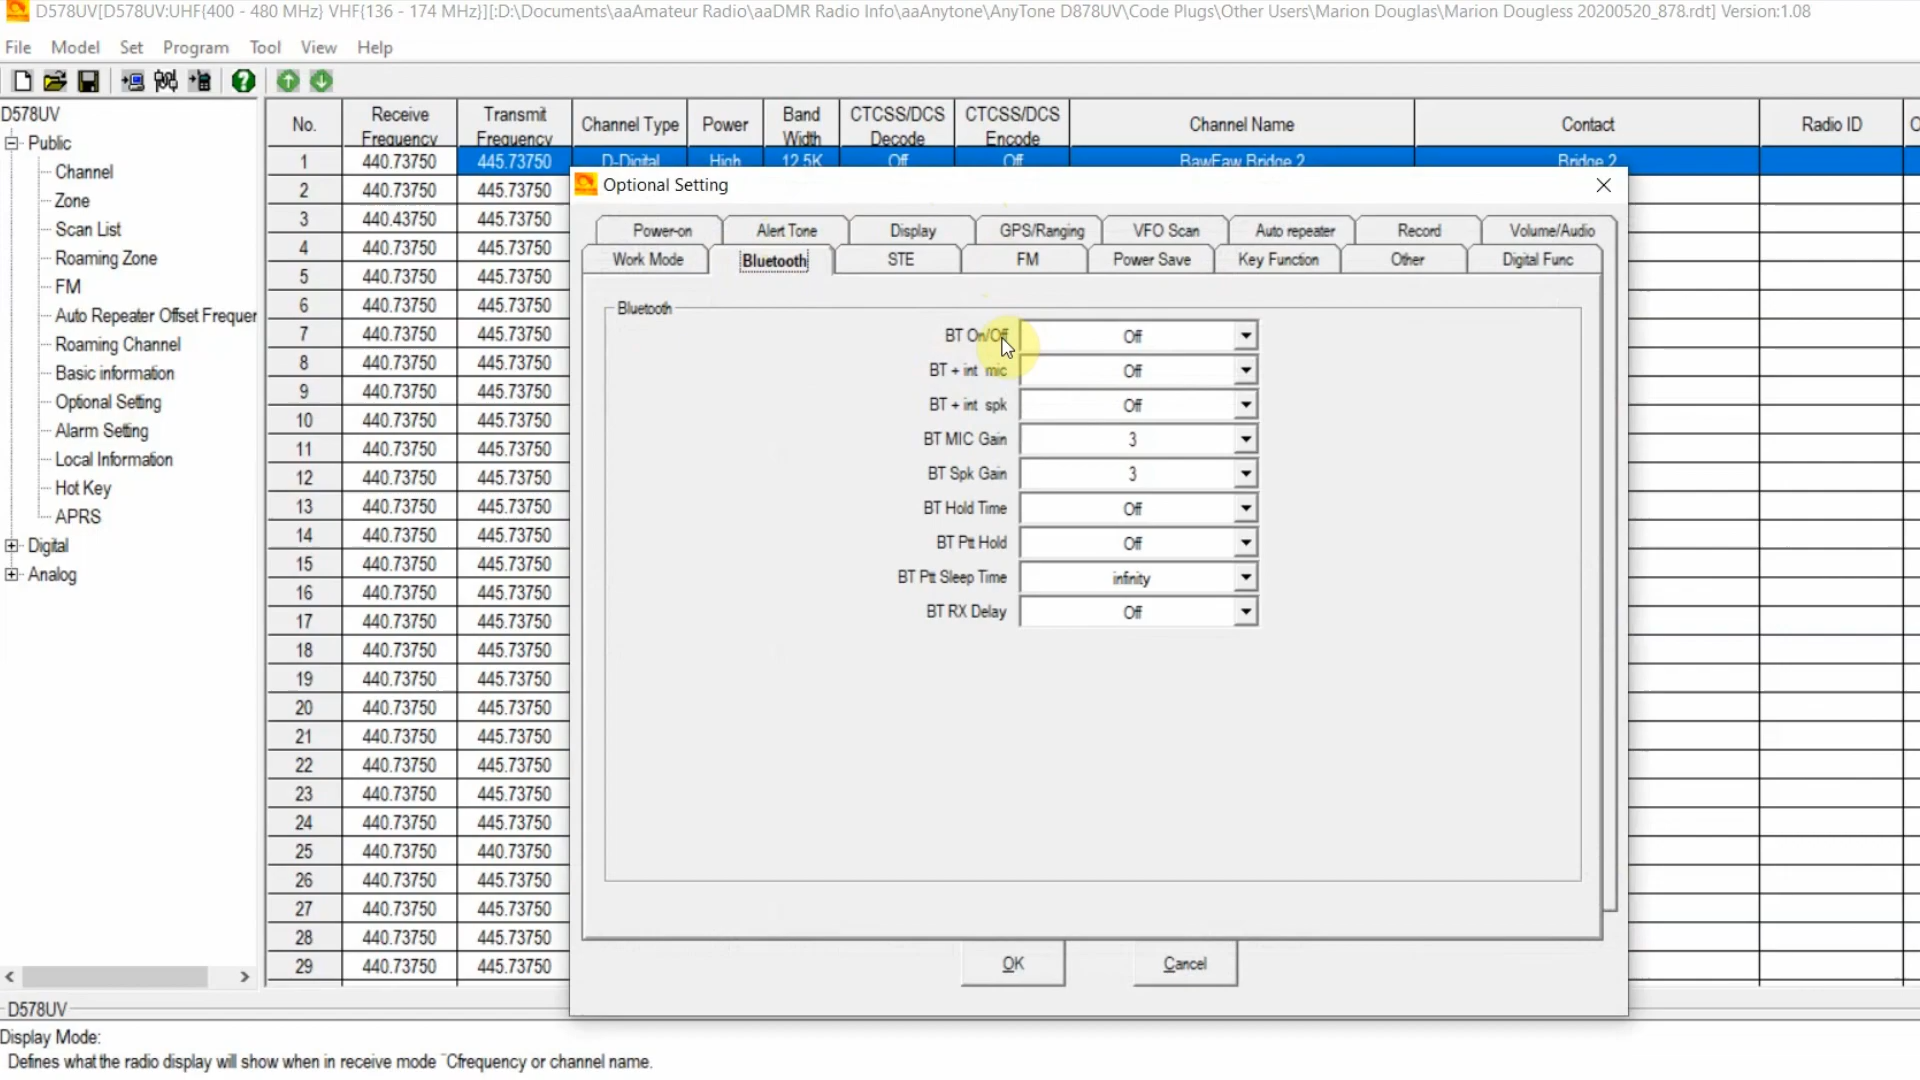 D578UV[D578UV:UHF{400 - 480 MHz} VHF{136 - 174 MHz}][:D:\Documents\aaAmateur Radio\aaDMR Radio Info\aaAnytone\AnyTone D878UV\Code Plugs\Other Users\Marion Douglas\Marion Dougless 20200520_878.rdt] Version:1.08
File Model Set Program Tool View Help
D578UV
Public
Channel
Zone
Scan List
Roaming Zone
FM
Auto Repeater Offset Frequer
Roaming Channel
Basic information
Optional Setting
Alarm Setting
Local Information
Hot Key
APRS
Digital
Analog
No. Receive Frequency Transmit Frequency Channel Type Power Band Width CTCSS/DCS Decode CTCSS/DCS Encode Channel Name Contact Radio ID
1 440.73750 445.73750 D-Digital High 12.5K Off Off BawFaw Bridge 2 Bridge 2
2 440.73750 445.73750
3 440.43750 445.73750
4 440.73750 445.73750
5 440.73750 445.73750
6 440.73750 445.73750
7 440.73750 445.73750
8 440.73750 445.73750
9 440.73750 445.73750
10 440.73750 445.73750
11 440.73750 445.73750
12 440.73750 445.73750
13 440.73750 445.73750
14 440.73750 445.73750
15 440.73750 445.73750
16 440.73750 445.73750
17 440.73750 445.73750
18 440.73750 445.73750
19 440.73750 445.73750
20 440.73750 445.73750
21 440.73750 445.73750
22 440.73750 445.73750
23 440.73750 445.73750
24 440.73750 445.73750
25 440.73750 445.73750
26 440.73750 445.73750
27 440.73750 445.73750
28 440.73750 445.73750
29 440.73750 445.73750
Optional Setting
Power-on Alert Tone Display GPS/Ranging VFO Scan Auto repeater Record Volume/Audio
Work Mode Bluetooth STE FM Power Save Key Function Other Digital Func
Bluetooth
BT On/Off Off
BT + int mic Off
BT + int spk Off
BT MIC Gain 3
BT Spk Gain 3
BT Hold Time Off
BT Ptt Hold Off
BT Ptt Sleep Time infinity
BT RX Delay Off
OK Cancel
D578UV
Display Mode:
Defines what the radio display will show when in receive mode ¨Cfrequency or channel name.